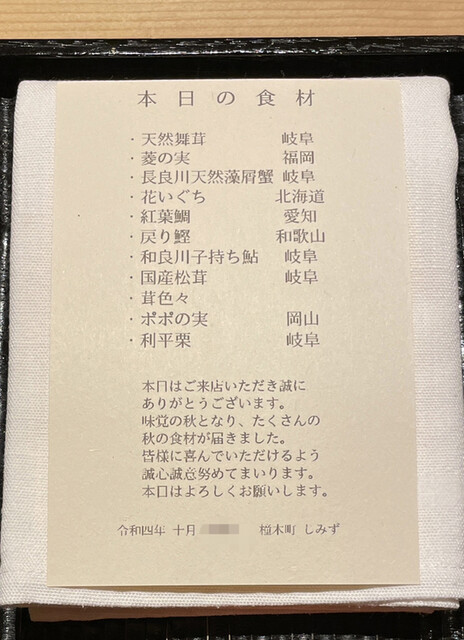 本日の食材
・天然舞茸 岐阜
・菱の実 福岡
・長良川天然藻屑蟹 岐阜
・花いぐち 北海道
・紅葉鯛 愛知
・戻り鰹 和歌山
・和良川子持ち鮎 岐阜
・国産松茸 岐阜
・茸色々
・ポポの実 岡山
・利平栗 岐阜
本日はご来店いただき誠に
ありがとうございます。
味覚の秋となり、たくさんの
秋の食材が届きました。
皆様に喜んでいただけるよう
誠心誠意努めてまいります。
本日はよろしくお願いします。
令和四年 十月 橦木町 しみず